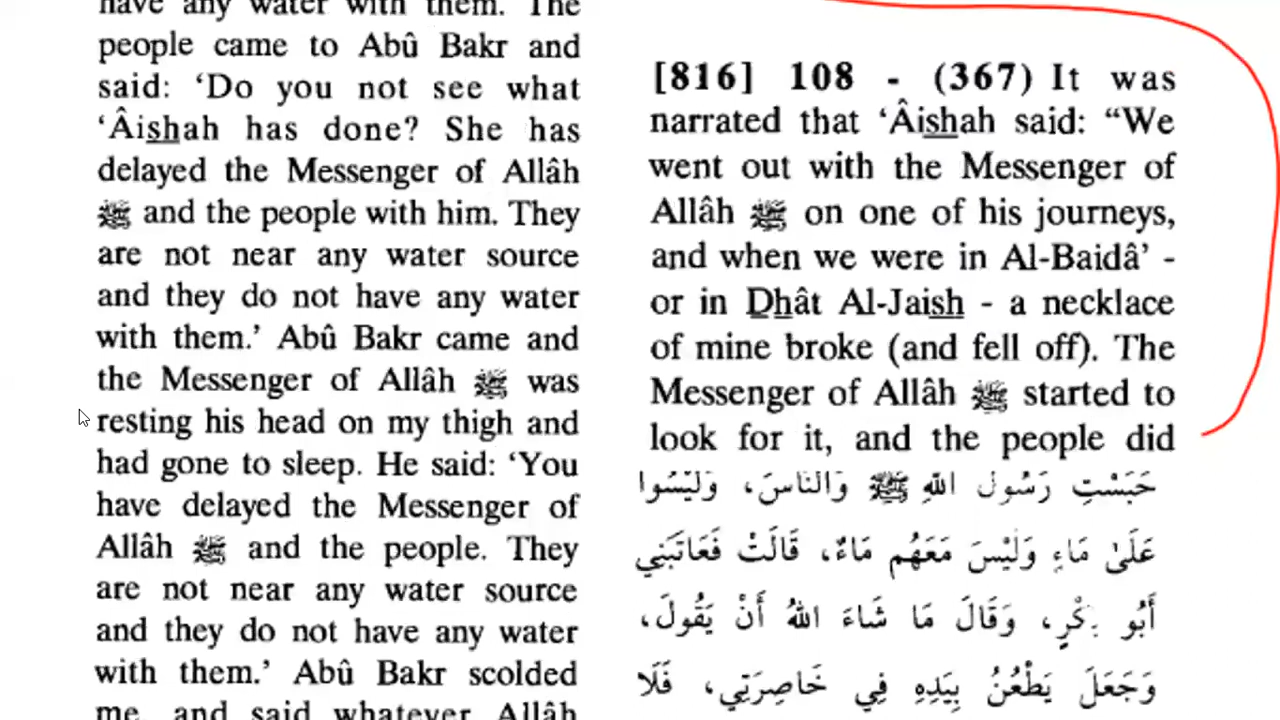 have any water with them. The
people came to Abû Bakr and
said: ‘Do you not see what
‘Âishah has done? She has
delayed the Messenger of Allâh
ﷺ and the people with him. They
are not near any water source
and they do not have any water
with them.’ Abû Bakr came and
the Messenger of Allâh ﷺ was
resting his head on my thigh and
had gone to sleep. He said: ‘You
have delayed the Messenger of
Allâh ﷺ and the people. They
are not near any water source
and they do not have any water
with them.’ Abû Bakr scolded
me, and said whatever Allâh
[816] 108 - (367) It was
narrated that ‘Âishah said: “We
went out with the Messenger of
Allâh ﷺ on one of his journeys,
and when we were in Al-Baidâ’ -
or in Dhât Al-Jaish - a necklace
of mine broke (and fell off). The
Messenger of Allâh ﷺ started to
look for it, and the people did
حَبَسْتِ رَسُولَ اللهِ ﷺ وَالنَّاسَ، وَلَيْسُوا
عَلَىٰ مَاءٍ وَلَيْسَ مَعَهُم مَاءٌ، قَالَتْ فَعَاتَبَنِي
أَبُو بَكْرٍ، وَقَالَ مَا شَاءَ اللهُ أَنْ يَقُولَ،
وَجَعَلَ يَطْعُنُ بِيَدِهِ فِي خَاصِرَتِي، فَلَا